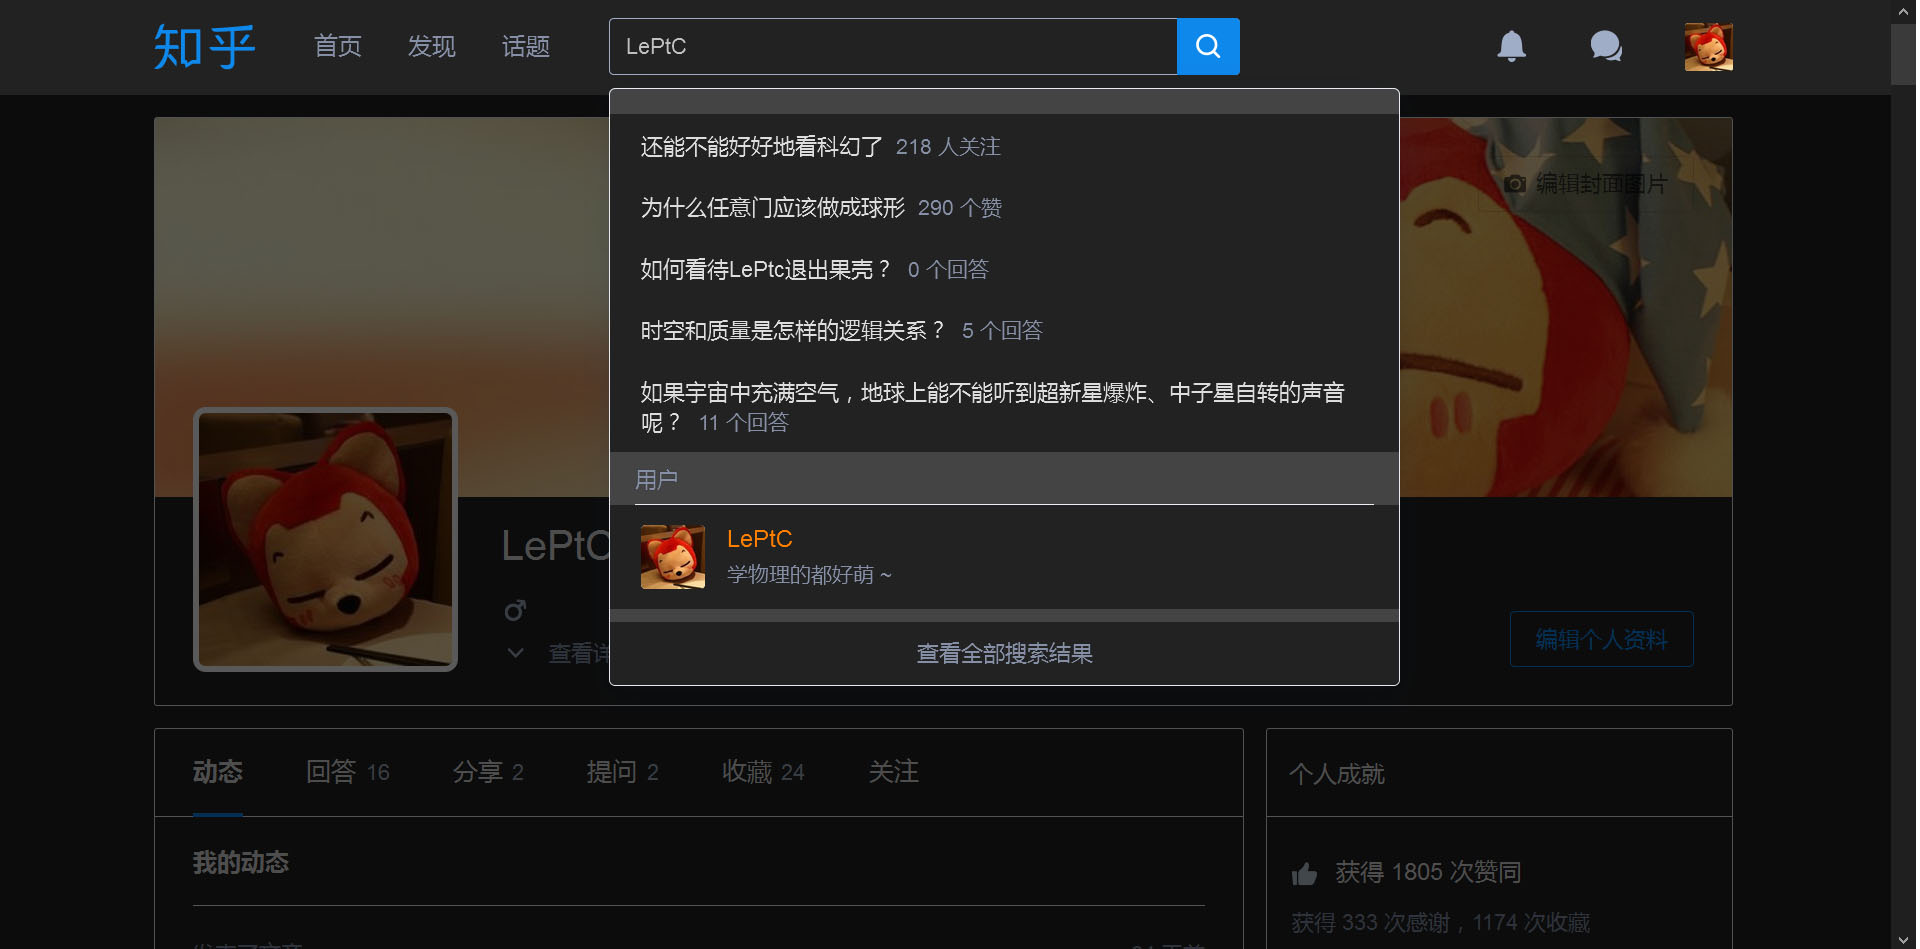 知乎 首页 发现 话题 LePtC
编辑封面图片
还能不能好好地看科幻了 218 人关注
为什么任意门应该做成球形 290 个赞
如何看待LePtc退出果壳？ 0 个回答
时空和质量是怎样的逻辑关系？ 5 个回答
如果宇宙中充满空气，地球上能不能听到超新星爆炸、中子星自转的声音
呢？ 11 个回答
用户
LePtC
学物理的都好萌 ~
查看全部搜索结果
LePtC
查看详
编辑个人资料
动态 回答 16 分享 2 提问 2 收藏 24 关注
我的动态
个人成就
获得 1805 次赞同
获得 333 次感谢，1174 次收藏